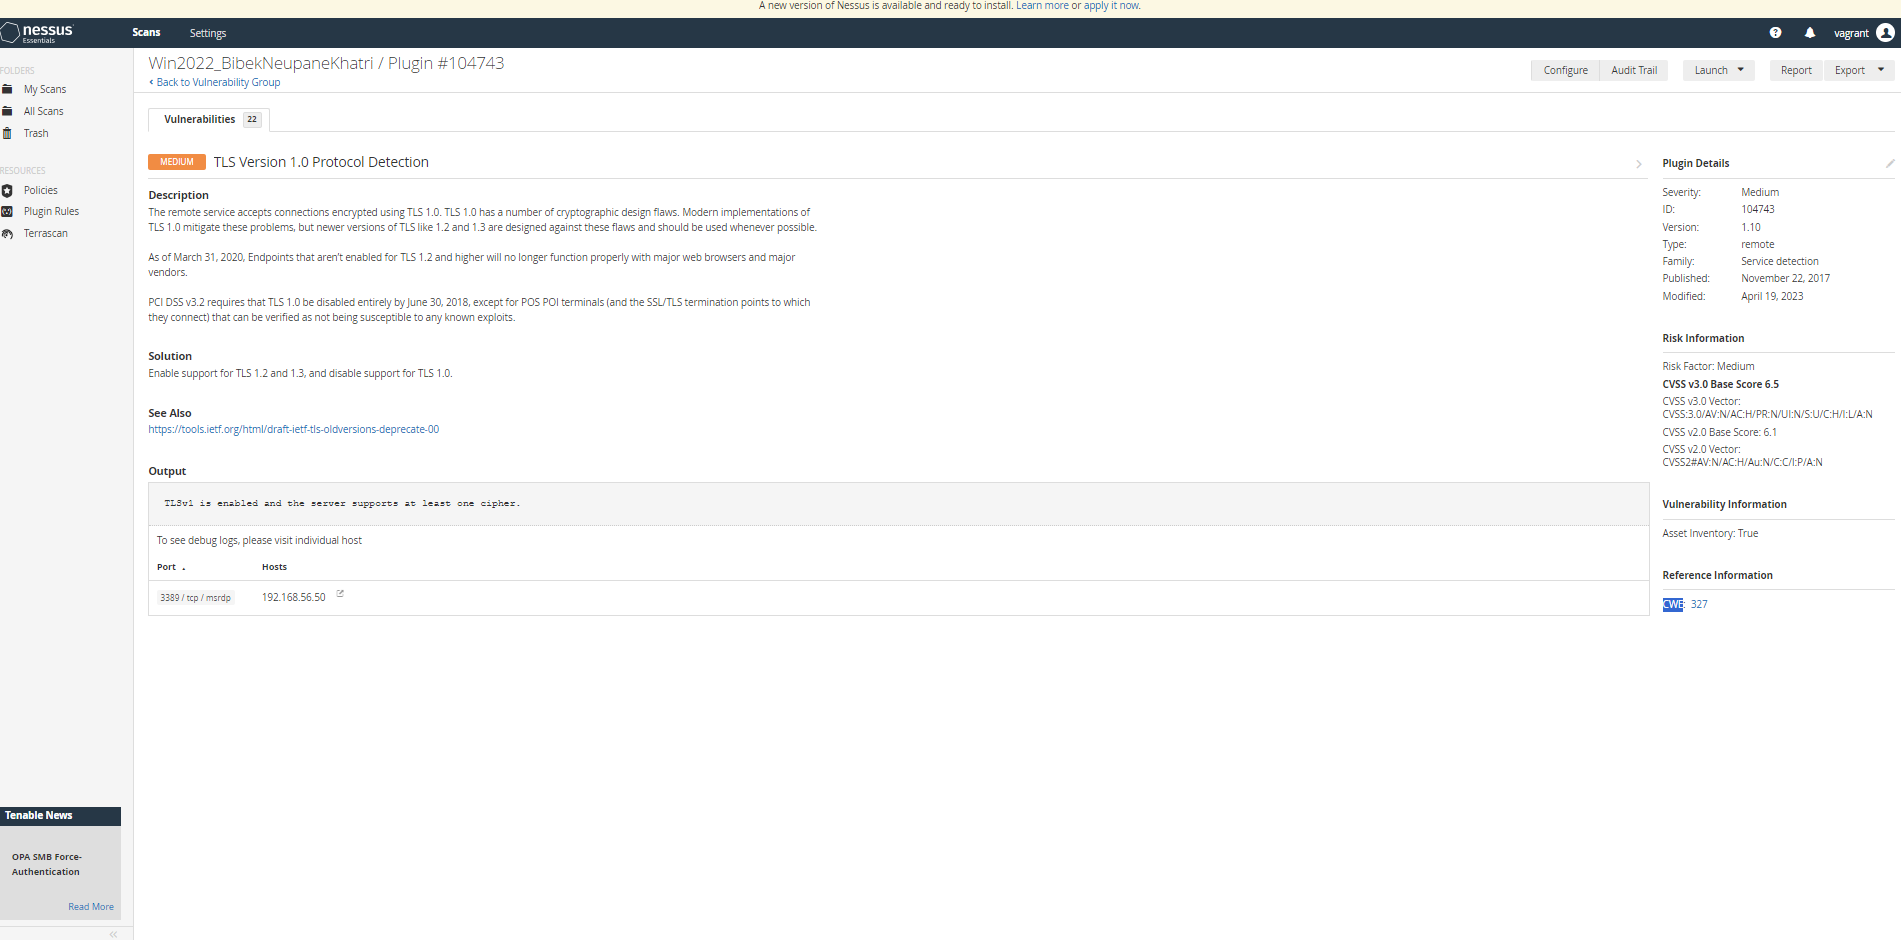 A new version of Nessus is available and ready to install. Learn more or apply it now.
nessus
Essentials
Scans
Settings
vagrant
FOLDERS
My Scans
All Scans
Trash
RESOURCES
Policies
Plugin Rules
Terrascan
Tenable News
OPA SMB Force-
Authentication
Read More
Win2022_BibekNeupaneKhatri / Plugin #104743
Back to Vulnerability Group
Configure
Audit Trail
Launch
Report
Export
Vulnerabilities 22
MEDIUM TLS Version 1.0 Protocol Detection
Description
The remote service accepts connections encrypted using TLS 1.0. TLS 1.0 has a number of cryptographic design flaws. Modern implementations of
TLS 1.0 mitigate these problems, but newer versions of TLS like 1.2 and 1.3 are designed against these flaws and should be used whenever possible.
As of March 31, 2020, Endpoints that aren't enabled for TLS 1.2 and higher will no longer function properly with major web browsers and major
vendors.
PCI DSS v3.2 requires that TLS 1.0 be disabled entirely by June 30, 2018, except for POS POI terminals (and the SSL/TLS termination points to which
they connect) that can be verified as not being susceptible to any known exploits.
Solution
Enable support for TLS 1.2 and 1.3, and disable support for TLS 1.0.
See Also
https://tools.ietf.org/html/draft-ietf-tls-oldversions-deprecate-00
Output
TLSv1 is enabled and the server supports at least one cipher.
To see debug logs, please visit individual host
Port Hosts
3389 / tcp / msrdp 192.168.56.50
Plugin Details
Severity: Medium
ID: 104743
Version: 1.10
Type: remote
Family: Service detection
Published: November 22, 2017
Modified: April 19, 2023
Risk Information
Risk Factor: Medium
CVSS v3.0 Base Score 6.5
CVSS v3.0 Vector:
CVSS:3.0/AV:N/AC:H/PR:N/UI:N/S:U/C:H/I:L/A:N
CVSS v2.0 Base Score: 6.1
CVSS v2.0 Vector:
CVSS2#AV:N/AC:H/Au:N/C:C/I:P/A:N
Vulnerability Information
Asset Inventory: True
Reference Information
CWE: 327